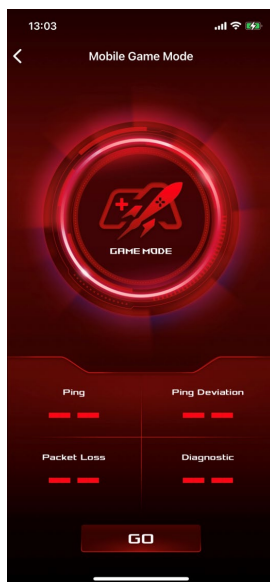 13:03
Mobile Game Mode
GAME MODE
Ping
Ping Deviation
-- --
Packet Loss
Diagnostic
-- --
GO